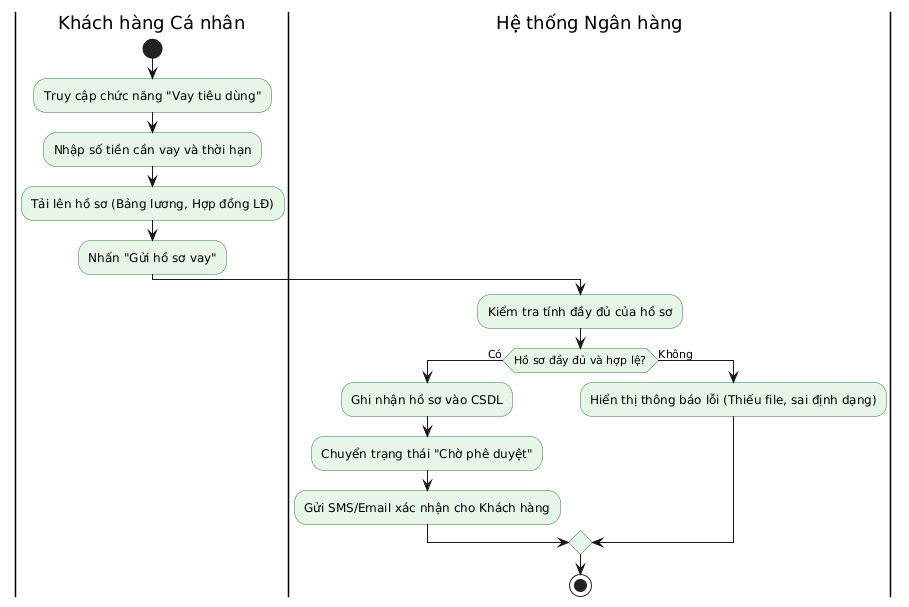 Khách hàng Cá nhân
Hệ thống Ngân hàng
Truy cập chức năng "Vay tiêu dùng"
Nhập số tiền cần vay và thời hạn
Tải lên hồ sơ (Bảng lương, Hợp đồng LĐ)
Nhấn "Gửi hồ sơ vay"
Kiểm tra tính đầy đủ của hồ sơ
Có
Hồ sơ đầy đủ và hợp lệ?
Không
Ghi nhận hồ sơ vào CSDL
Hiển thị thông báo lỗi (Thiếu file, sai định dạng)
Chuyển trạng thái "Chờ phê duyệt"
Gửi SMS/Email xác nhận cho Khách hàng